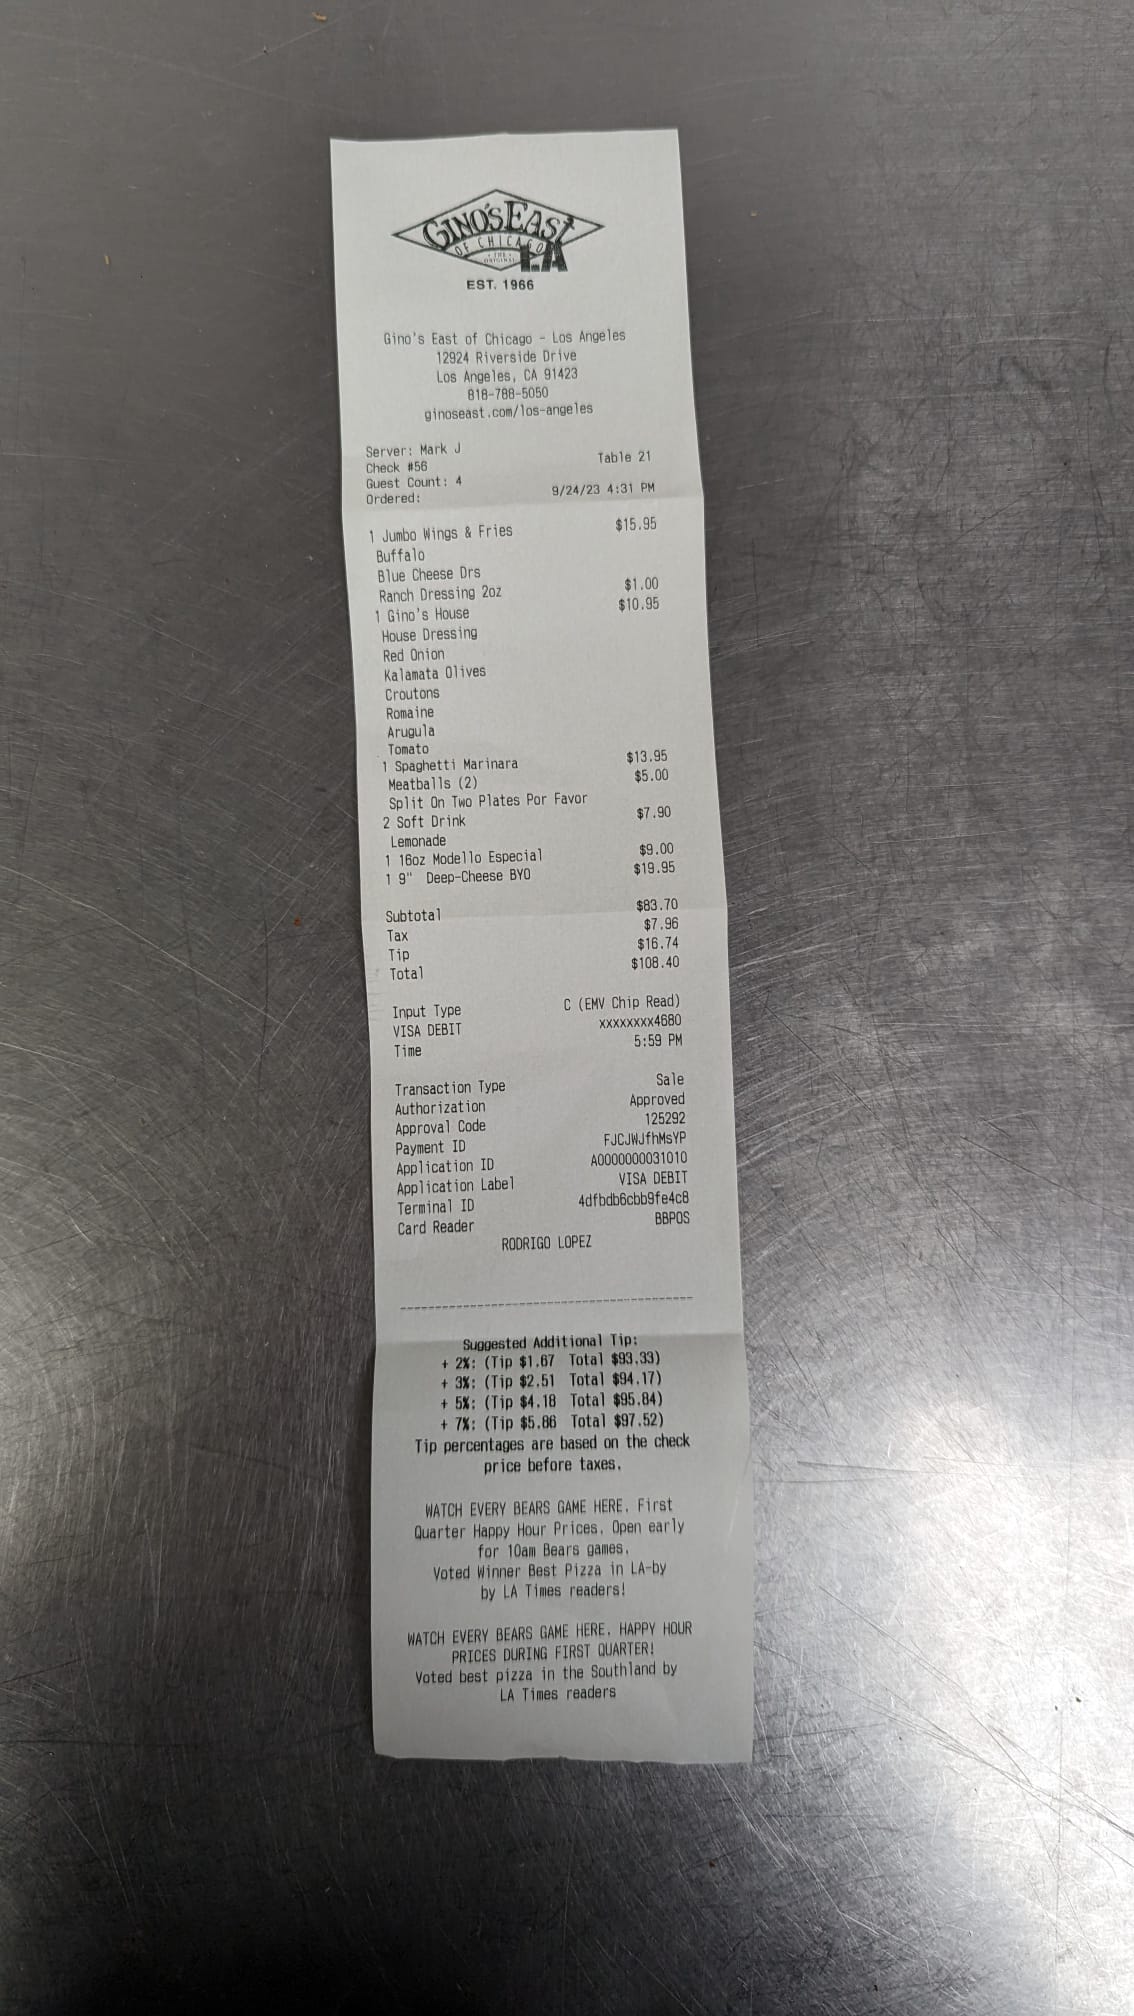 GINO'S EAST
OF CHICAGO
THE
ORIGINAL
LA
EST. 1966
Gino's East of Chicago - Los Angeles
12924 Riverside Drive
Los Angeles, CA 91423
818-788-5050
ginoseast.com/los-angeles
Server: Mark J
Check #56 Table 21
Guest Count: 4
Ordered: 9/24/23 4:31 PM
1 Jumbo Wings & Fries $15.95
Buffalo
Blue Cheese Drs
Ranch Dressing 2oz $1.00
1 Gino's House $10.95
House Dressing
Red Onion
Kalamata Olives
Croutons
Romaine
Arugula
Tomato
1 Spaghetti Marinara $13.95
Meatballs (2) $5.00
Split On Two Plates Por Favor
2 Soft Drink $7.90
Lemonade
1 16oz Modello Especial $9.00
1 9" Deep-Cheese BYO $19.95
Subtotal $83.70
Tax $7.96
Tip $16.74
Total $108.40
Input Type C (EMV Chip Read)
VISA DEBIT xxxxxxxx4680
Time 5:59 PM
Transaction Type Sale
Authorization Approved
Approval Code 125292
Payment ID FJCJWJfhMsYP
Application ID A0000000031010
Application Label VISA DEBIT
Terminal ID 4dfbdb6cbb9fe4c8
Card Reader BBPOS
RODRIGO LOPEZ
Suggested Additional Tip:
+ 2%: (Tip $1.67 Total $93.33)
+ 3%: (Tip $2.51 Total $94.17)
+ 5%: (Tip $4.18 Total $95.84)
+ 7%: (Tip $5.86 Total $97.52)
Tip percentages are based on the check
price before taxes.
WATCH EVERY BEARS GAME HERE. First
Quarter Happy Hour Prices. Open early
for 10am Bears games.
Voted Winner Best Pizza in LA-by
by LA Times readers!
WATCH EVERY BEARS GAME HERE. HAPPY HOUR
PRICES DURING FIRST QUARTER!
Voted best pizza in the Southland by
LA Times readers